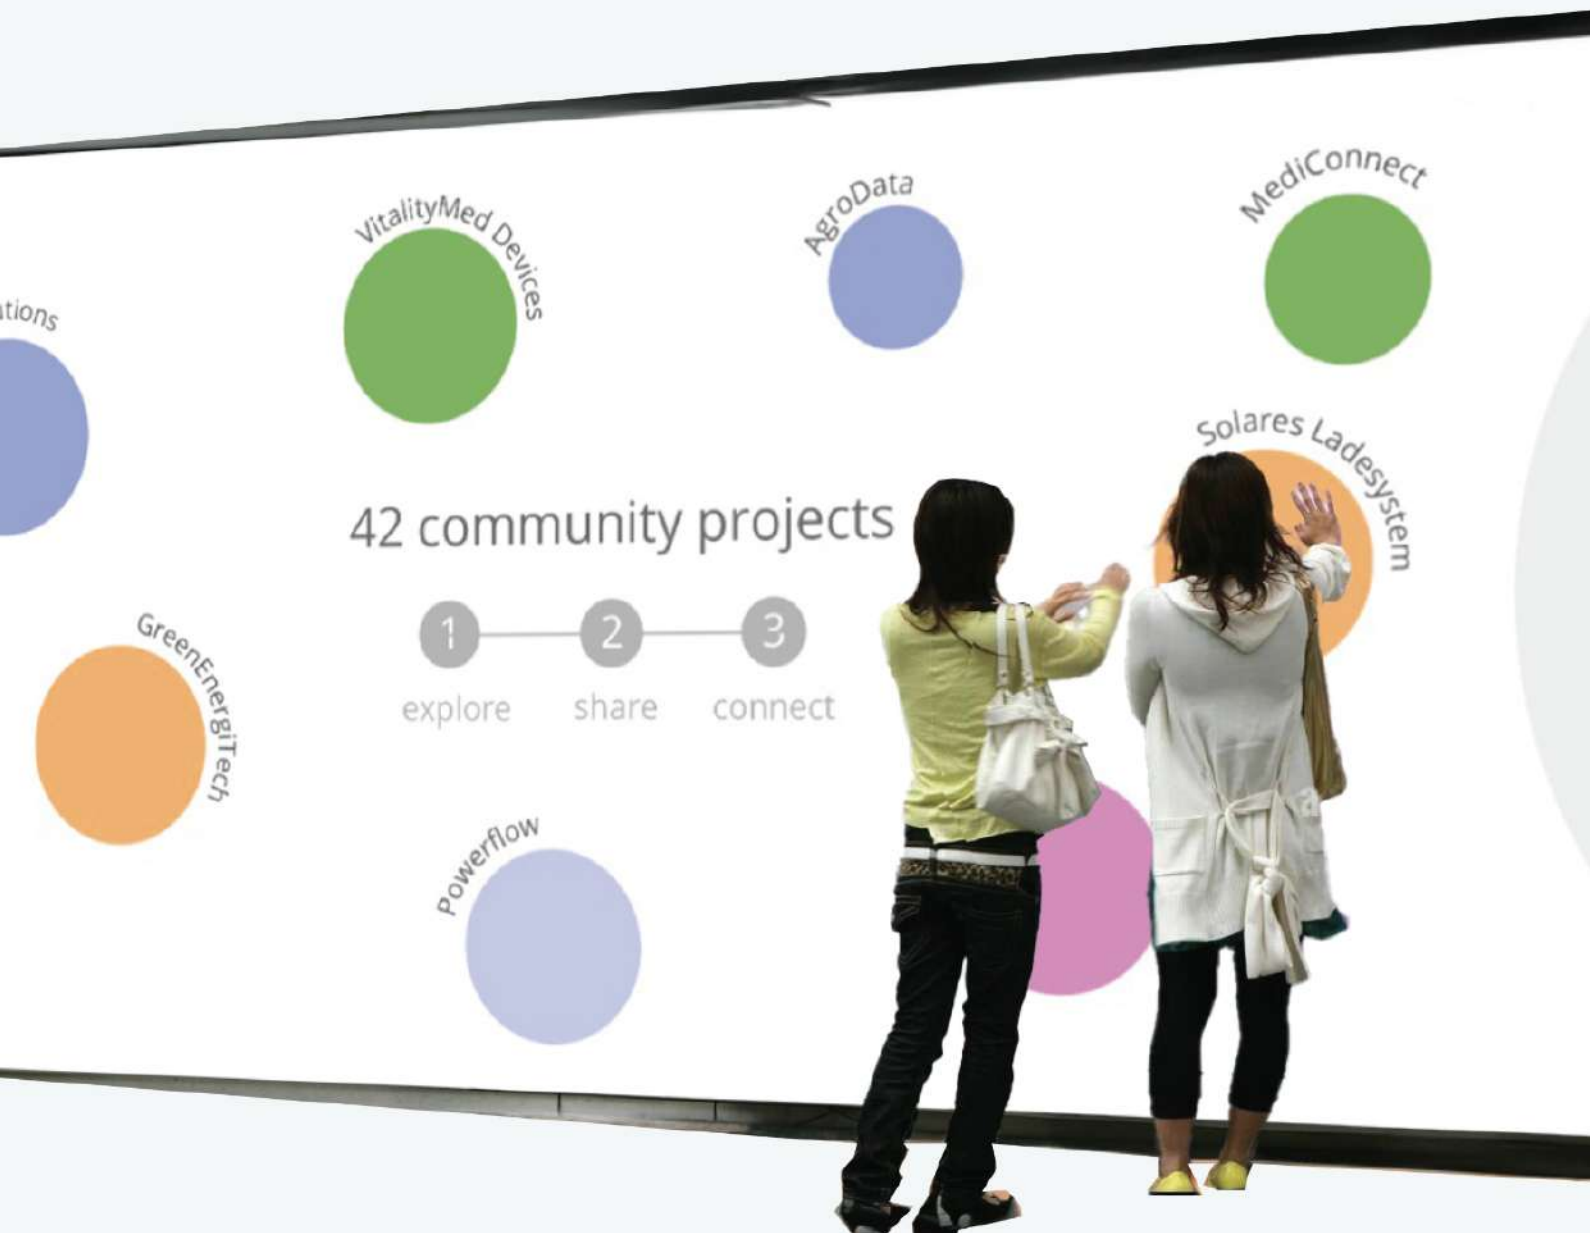 VitalityMed Devices
AgroData
MediConnect
Solares Ladesystem
42 community projects
1
2
3
explore
share
connect
GreenEnergiTech
Powerflow